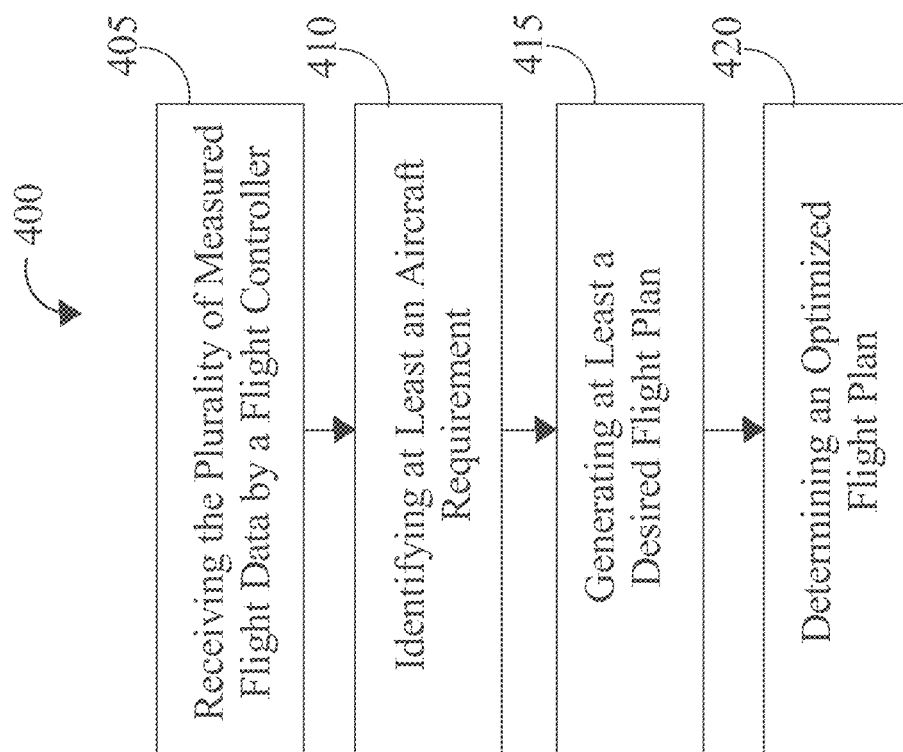 400
405
Receiving the Plurality of Measured
Flight Data by a Flight Controller
410
Identifying at Least an Aircraft
Requirement
415
Generating at Least a
Desired Flight Plan
420
Determining an Optimized
Flight Plan